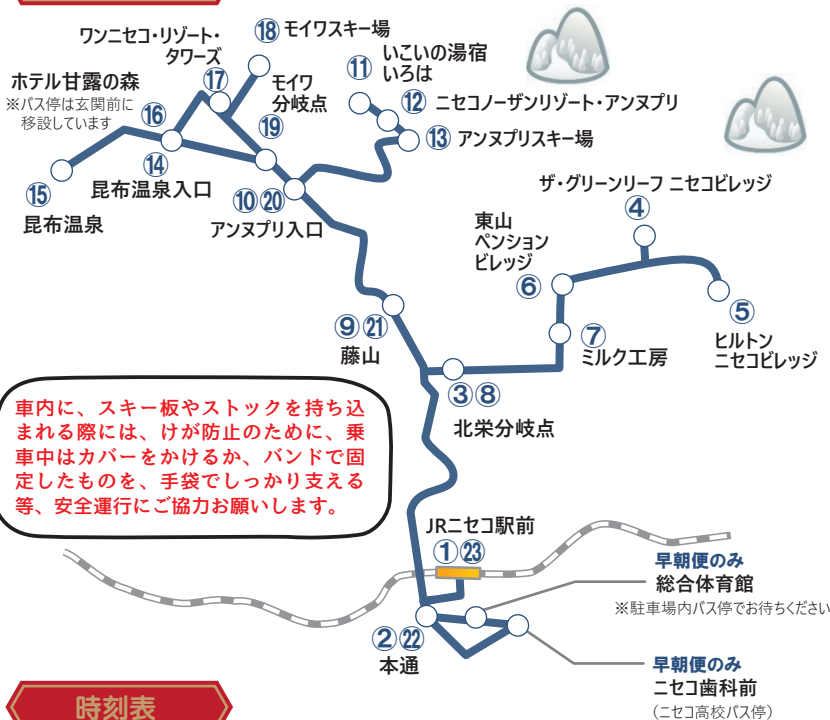 ⑱ モイワスキー場
ワンニセコ・リゾート・
タワーズ
⑰
ホテル甘露の森
※バス停は玄関前に
移設しています
⑯
モイワ
分岐点
⑲
いこいの湯宿
いろは
⑪
⑫ ニセコノーザンリゾート・アンヌプリ
⑬ アンヌプリスキー場
⑭
昆布温泉入口
⑮
昆布温泉
⑩⑳
アンヌプリ入口
ザ・グリーンリーフ ニセコビレッジ
④
東山
ペンション
ビレッジ
⑥
⑤
ヒルトン
ニセコビレッジ
⑦
ミルク工房
⑨㉑
藤山
③⑧
北栄分岐点
車内に、スキー板やストックを持ち込
まれる際には、けが防止のために、乗
車中はカバーをかけるか、バンドで固
定したものを、手袋でしっかり支える
等、安全運行にご協力お願いします。
JRニセコ駅前
①㉓
早朝便のみ
総合体育館
※駐車場内バス停でお待ちください
②㉒
本通
早朝便のみ
ニセコ歯科前
(ニセコ高校バス停)
時刻表